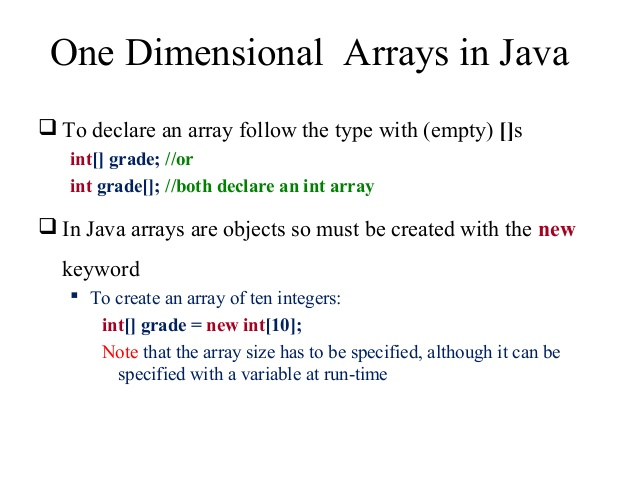 One Dimensional Arrays in Java
To declare an array follow the type with (empty) []s
int[] grade; //or
int grade[]; //both declare an int array
In Java arrays are objects so must be created with the new
keyword
To create an array of ten integers:
int[] grade = new int[10];
Note that the array size has to be specified, although it can be
specified with a variable at run-time